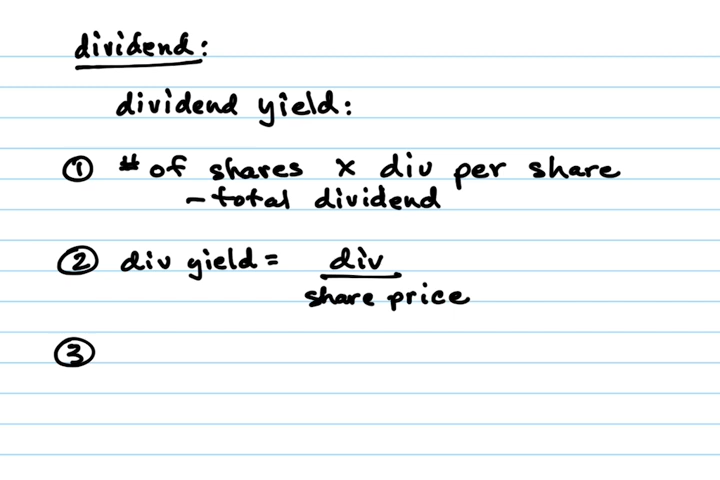 dividend:
dividend yield:
① # of shares x div per share
- total dividend
② div yield = div
share price
③